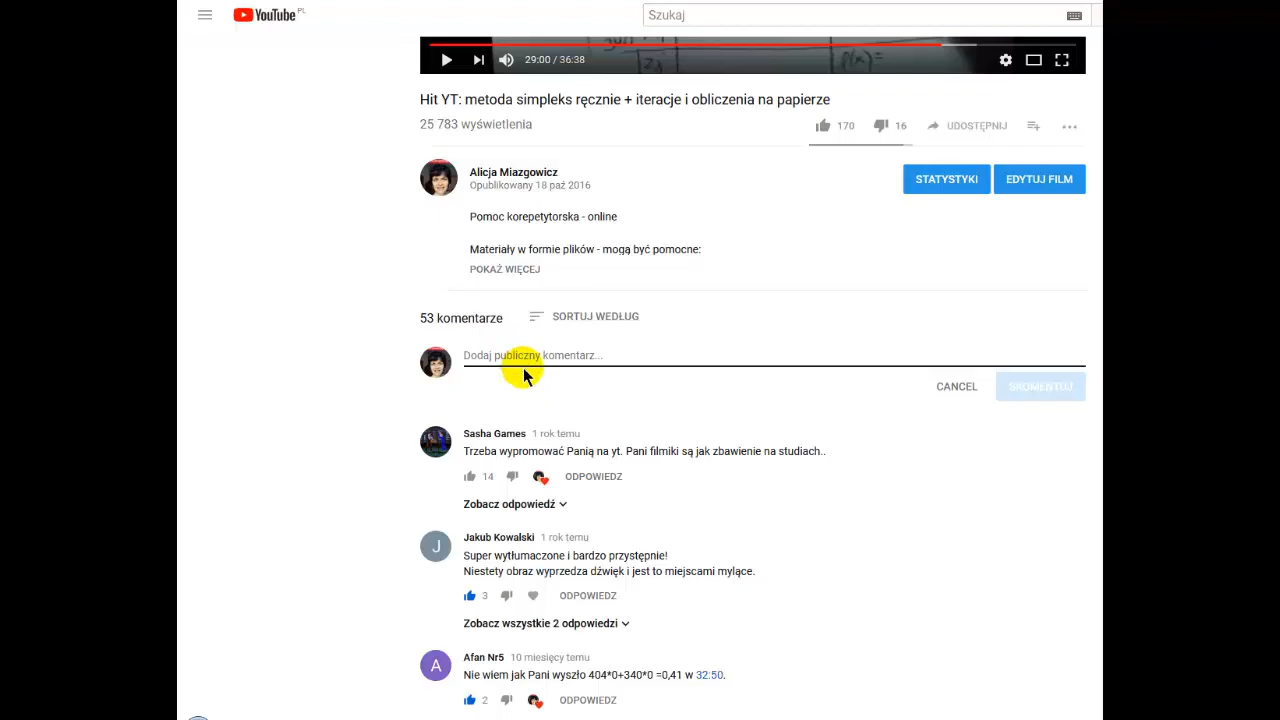 YouTube PL
Szukaj
f(x)=
29:00 / 36:38
Hit YT: metoda simpleks ręcznie + iteracje i obliczenia na papierze
25 783 wyświetlenia
170
16
UDOSTĘPNIJ
Alicja Miazgowicz
Opublikowany 18 paź 2016
STATYSTYKI
EDYTUJ FILM
Pomoc korepetytorska - online
Materiały w formie plików - mogą być pomocne:
POKAŻ WIĘCEJ
53 komentarze
SORTUJ WEDŁUG
Dodaj publiczny komentarz...
CANCEL
SKOMENTUJ
Sasha Games 1 rok temu
Trzeba wypromować Panią na yt. Pani filmiki są jak zbawienie na studiach..
14
ODPOWIEDZ
Zobacz odpowiedź
J
Jakub Kowalski 1 rok temu
Super wytłumaczone i bardzo przystępnie!
Niestety obraz wyprzedza dźwięk i jest to miejscami mylące.
3
ODPOWIEDZ
Zobacz wszystkie 2 odpowiedzi
A
Afan Nr5 10 miesięcy temu
Nie wiem jak Pani wyszło 404*0+340*0 =0,41 w 32:50.
2
ODPOWIEDZ